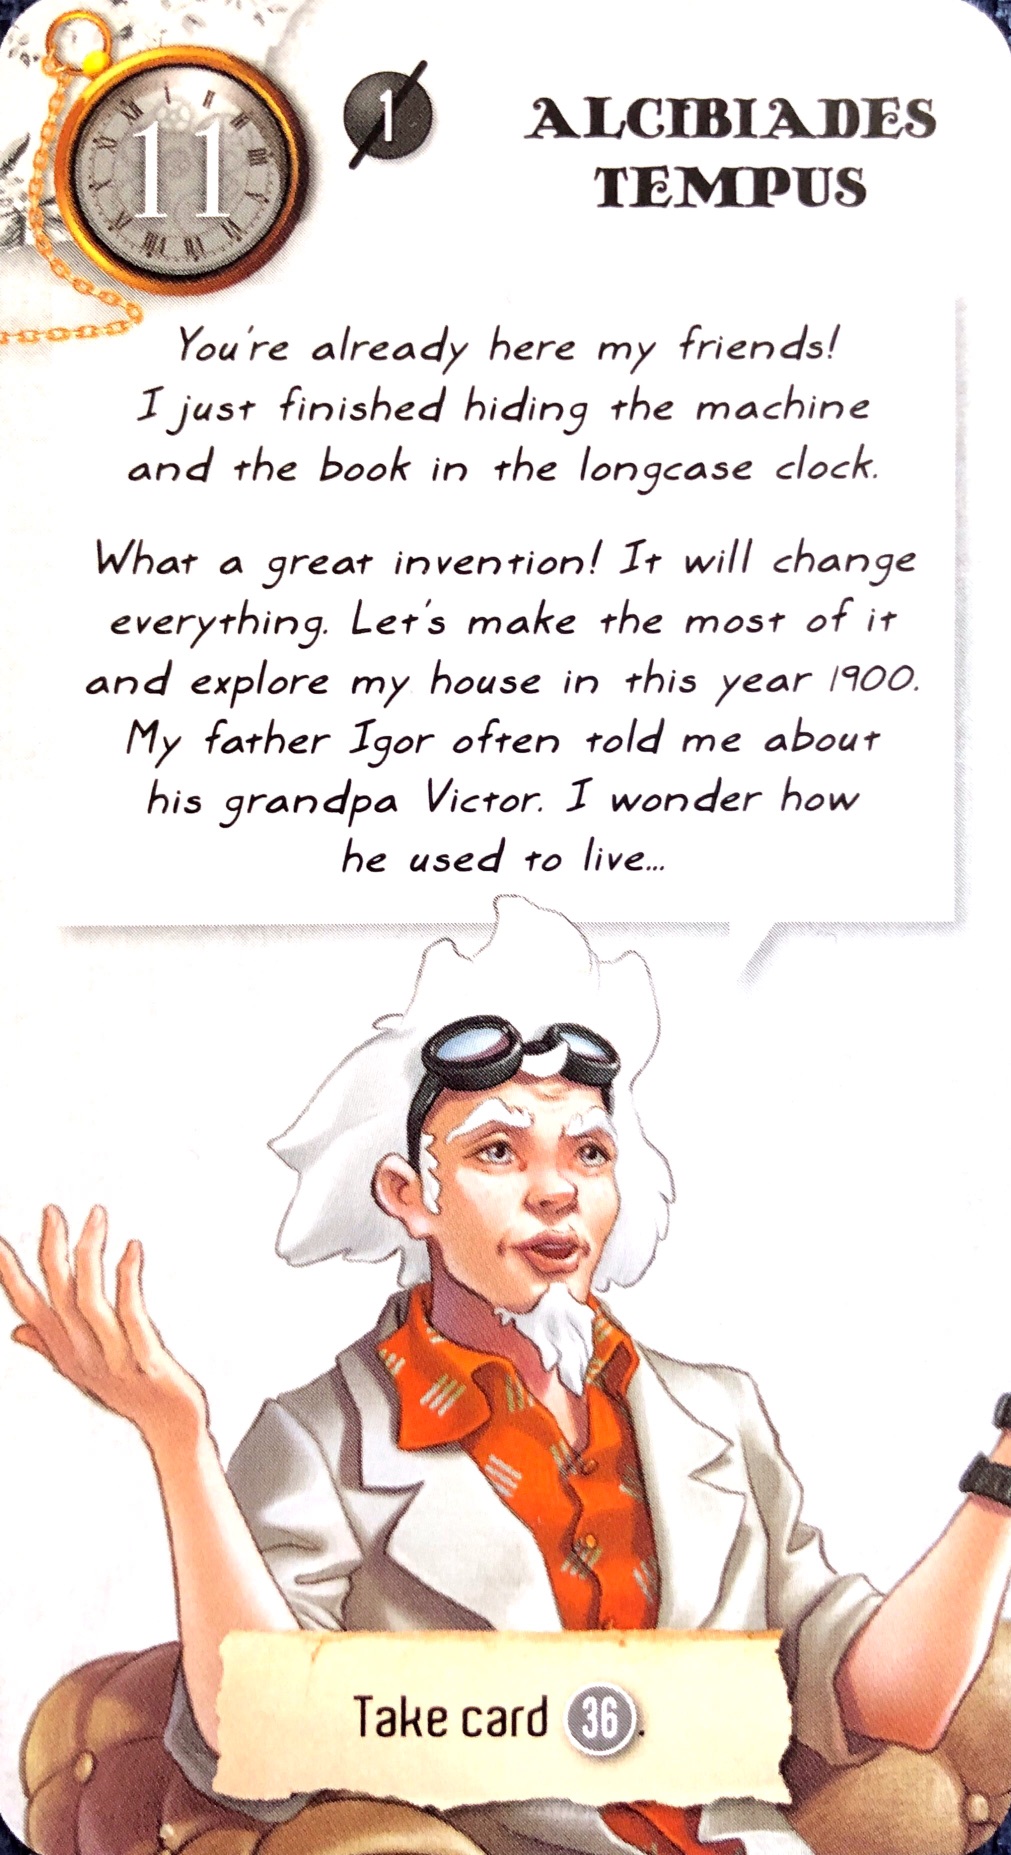 11
1
ALCIBIADES
TEMPUS
You're already here my friends!
I just finished hiding the machine
and the book in the longcase clock.
What a great invention! It will change
everything. Let's make the most of it
and explore my house in this year 1900.
My father Igor often told me about
his grandpa Victor. I wonder how
he used to live...
Take card 36.